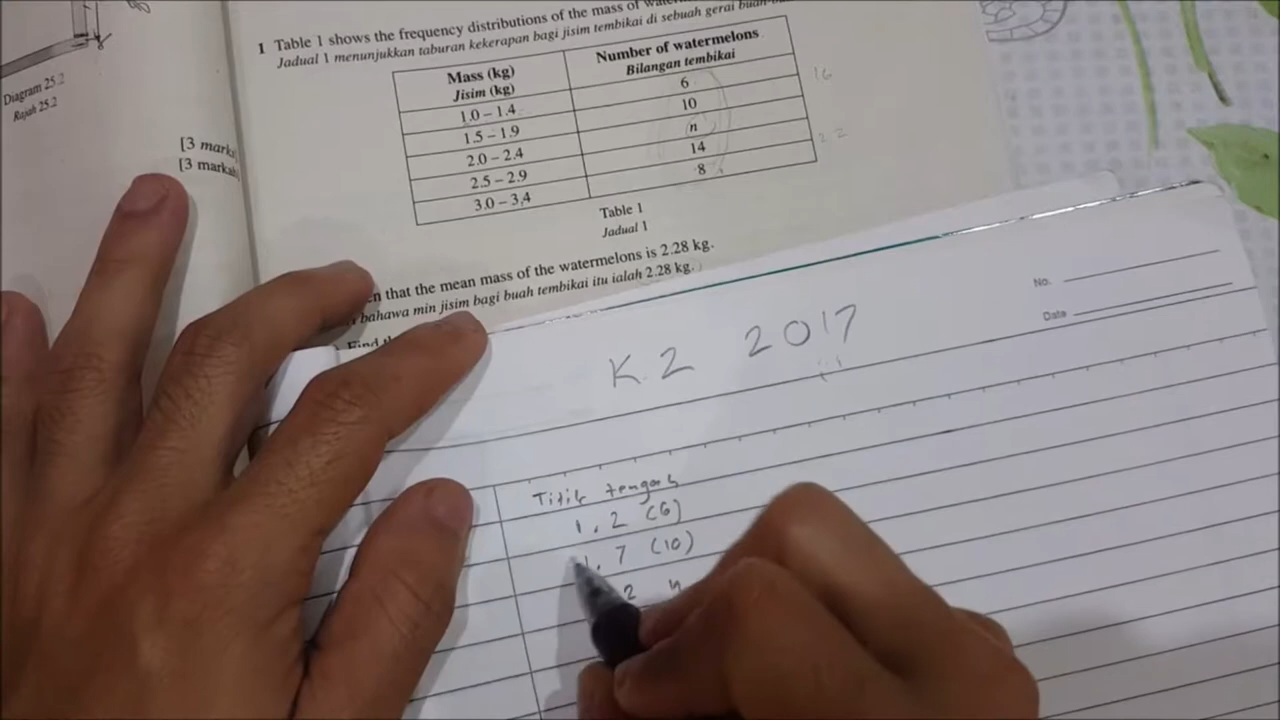 Diagram 25.2
Rajah 25.2
[3 marks
[3 markah
1 Table 1 shows the frequency distributions of the mass of
Jadual 1 menunjukkan taburan kekerapan bagi jisim tembikai di sebuah gerai
Mass (kg)
Jisim (kg)
Number of watermelons
Bilangan tembikai
1.0 – 1.4
6
1.5 – 1.9
10
2.0 – 2.4
n
2.5 – 2.9
14
3.0 – 3.4
8
16
22
Table 1
Jadual 1
that the mean mass of the watermelons is 2.28 kg.
bahawa min jisim bagi buah tembikai itu ialah 2.28 kg.
Find
No.
Date
K.2 2017
Titik tengah
1.2 (6)
1.7 (10)
2 n